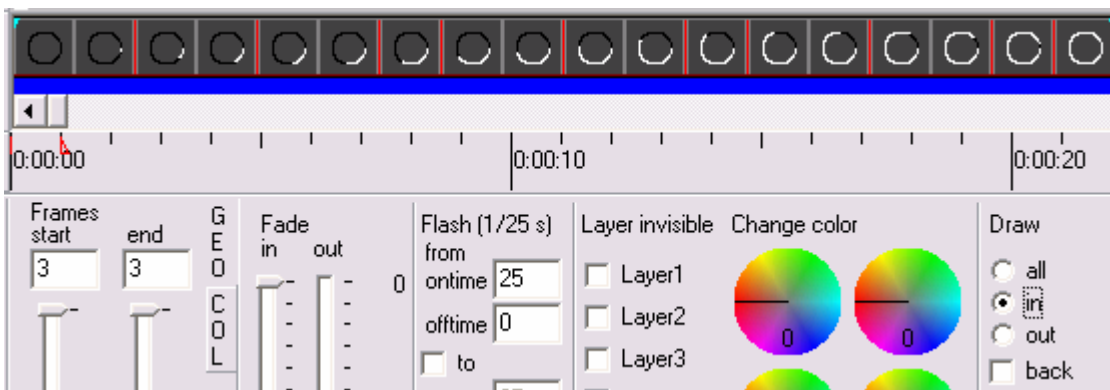 0:00:00 0:00:10 0:00:20
Frames
start end
3 3
GEO
COL
Fade
in out
0
Flash (1/25 s)
from
ontime 25
offtime 0
to
Layer invisible
Layer1
Layer2
Layer3
Change color
0 0
Draw
all
in
out
back